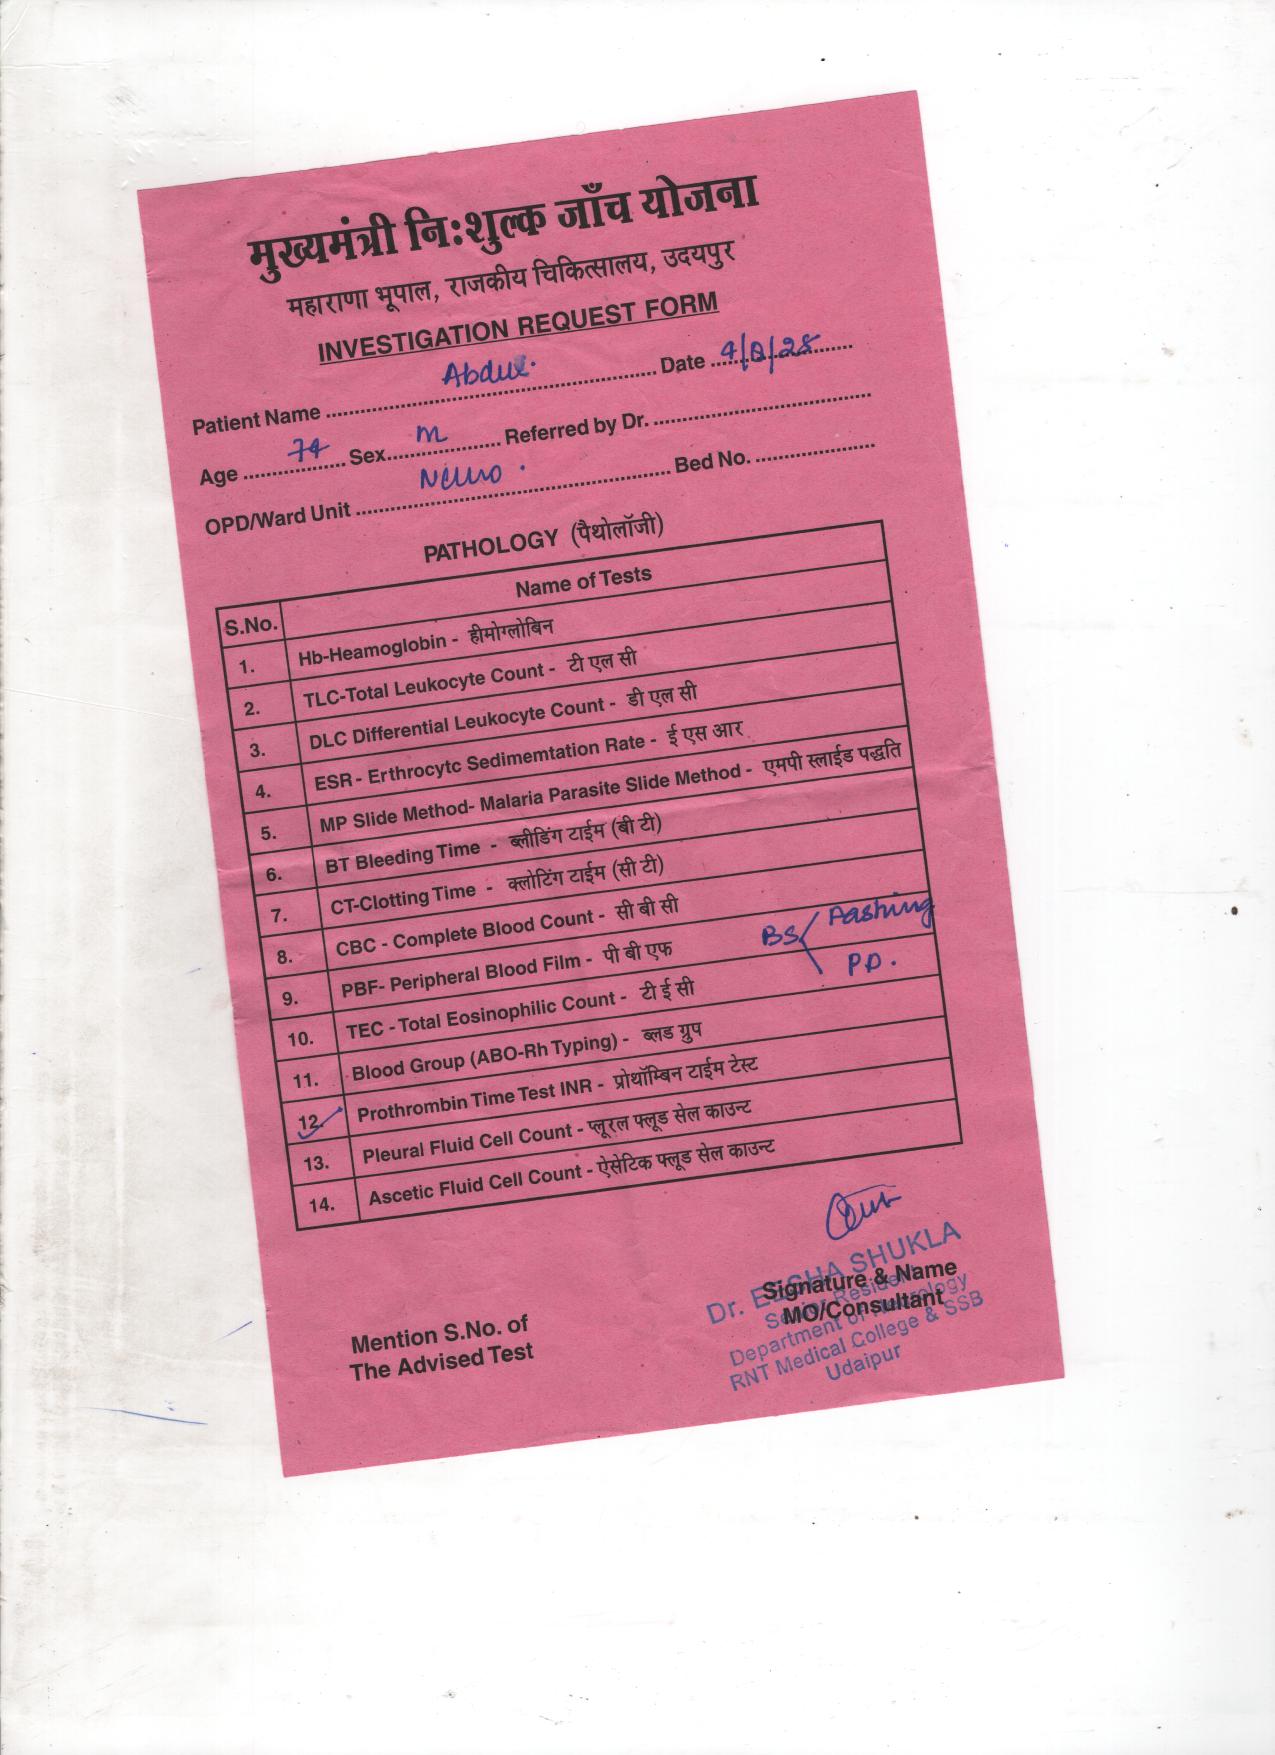 मुख्यमंत्री नि:शुल्क जाँच योजना
महाराणा भूपाल, राजकीय चिकित्सालय, उदयपुर
INVESTIGATION REQUEST FORM
Patient Name Abdul. Date
Age 74 Sex M Referred by Dr.
OPD/Ward Unit Neuro. Bed No.
PATHOLOGY (पैथोलॉजी)
S.No. Name of Tests
1. Hb-Heamoglobin - हीमोग्लोबिन
2. TLC-Total Leukocyte Count - टी एल सी
3. DLC Differential Leukocyte Count - डी एल सी
4. ESR - Erthrocytc Sedimemtation Rate - ई एस आर
5. MP Slide Method- Malaria Parasite Slide Method - एमपी स्लाईड पद्धति
6. BT Bleeding Time - ब्लीडिंग टाईम (बी टी)
7. CT-Clotting Time - क्लोटिंग टाईम (सी टी)
8. CBC - Complete Blood Count - सी बी सी
9. PBF- Peripheral Blood Film - पी बी एफ
BS Fasting
PP.
10. TEC - Total Eosinophilic Count - टी ई सी
11. Blood Group (ABO-Rh Typing) - ब्लड ग्रुप
12. Prothrombin Time Test INR - प्रोथॉम्बिन टाईम टेस्ट
13. Pleural Fluid Cell Count - प्लूरल फ्लूड सेल काउन्ट
14. Ascetic Fluid Cell Count - ऐसेटिक फ्लूड सेल काउन्ट
Mention S.No. of
The Advised Test
Signature & Name
MO/Consultant
Dr. SHUKLA
Senior Resident
Department of Neurology
RNT Medical College & SSB
Udaipur